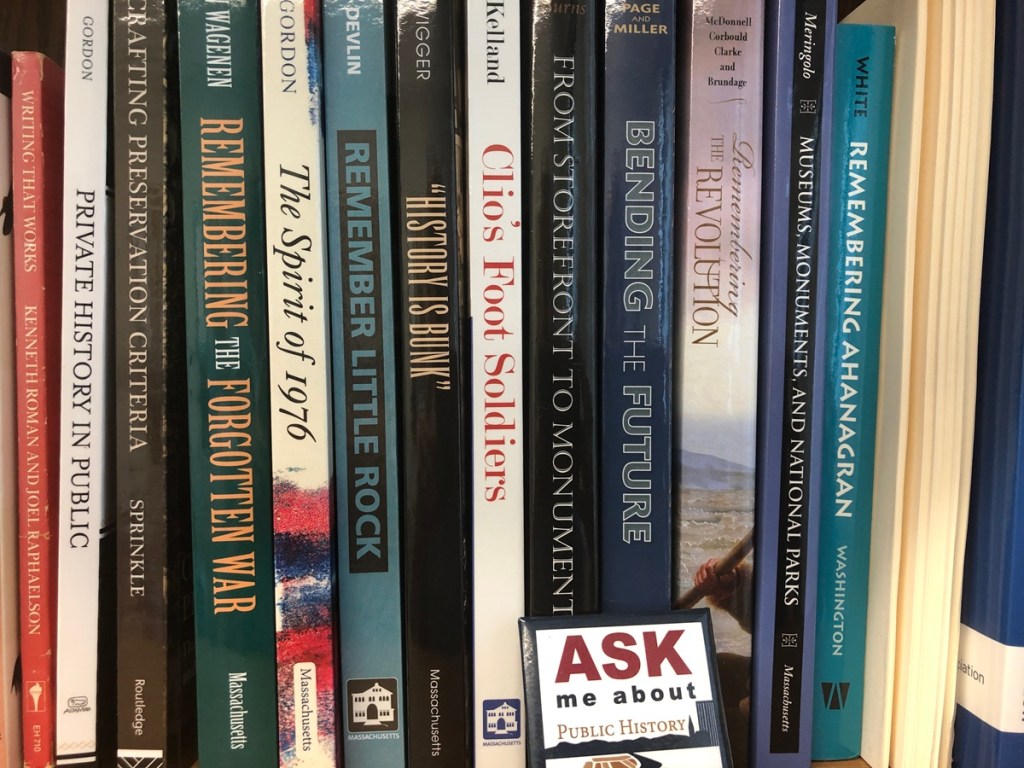 WRITING THAT WORKS KENNETH ROMAN AND JOEL RAPHAELSON
EH 710
GORDON
PRIVATE HISTORY IN PUBLIC
CRAFTING PRESERVATION CRITERIA
SPRINKLE
Routledge
WAGENEN
REMEMBERING THE FORGOTTEN WAR
Massachusetts
GORDON
The Spirit of 1976
Massachusetts
DEVLIN
REMEMBER LITTLE ROCK
MASSACHUSETTS
WIGGER
"HISTORY IS BUNK"
Massachusetts
Kelland
Clio's Foot Soldiers
MASSACHUSETTS
Burns
FROM STOREFRONT TO MONUMENT
PAGE
AND
MILLER
BENDING THE FUTURE
McDonnell
Corbould
Clarke
and
Brundage
Remembering
THE REVOLUTION
Meringolo
MUSEUMS, MONUMENTS, AND NATIONAL PARKS
Massachusetts
WHITE
REMEMBERING AHANAGRAN
WASHINGTON
ASK
me about
PUBLIC HISTORY